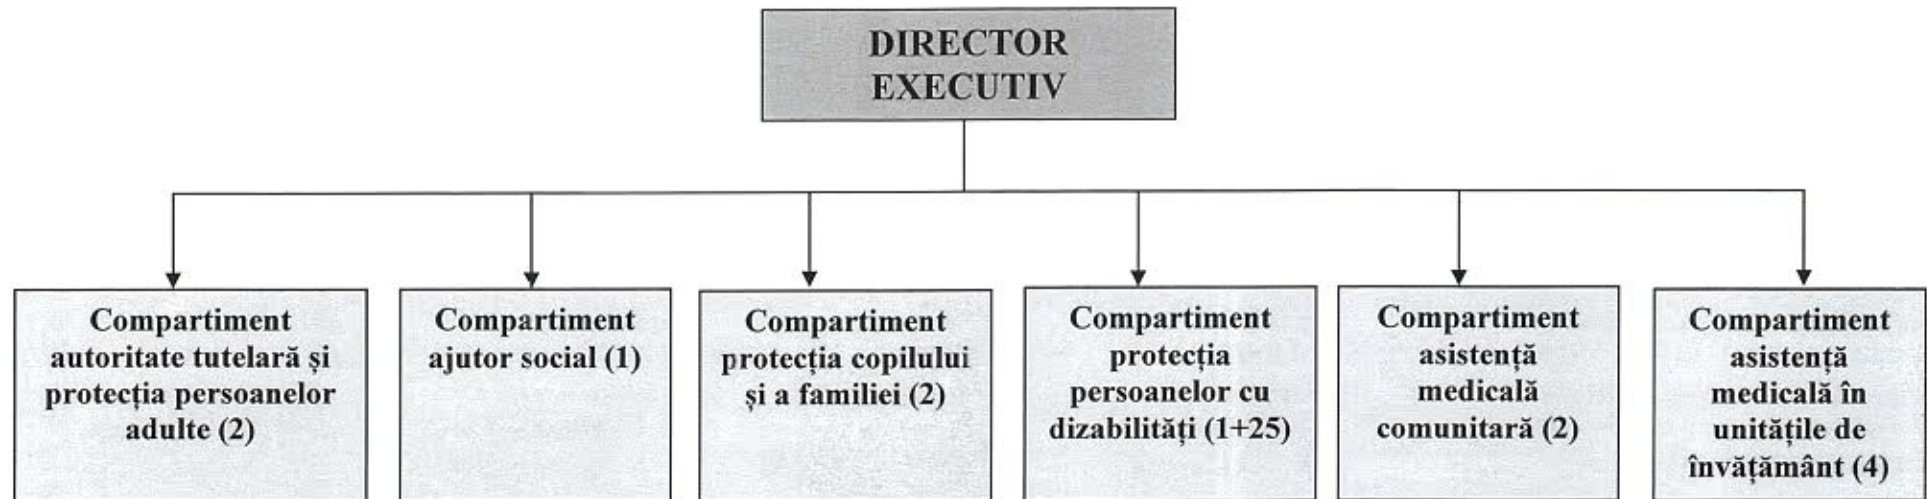 DIRECTOR
EXECUTIV
Compartiment
autoritate tutelară și
protecția persoanelor
adulte (2)
Compartiment
ajutor social (1)
Compartiment
protecția copilului
și a familiei (2)
Compartiment
protecția
persoanelor cu
dizabilități (1+25)
Compartiment
asistență
medicală
comunitară (2)
Compartiment
asistență
medicală în
unitățile de
învățământ (4)